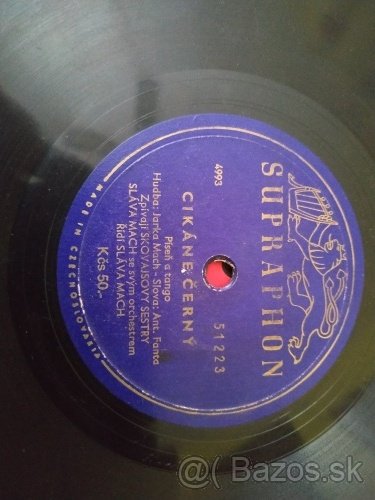 SUPRAPHON
51223
4993
CIKÁNE ČERNÝ
Píseň a tango
Hudba: Jarka Mach - Slova: Ant. Fanta
Zpívají SKOVAJSOVY SESTRY
SLÁVA MACH se svým orchestrem
Řídí SLÁVA MACH
Kčs 50,-
MADE IN CZECHOSLOVAKIA
@( Bazos.sk